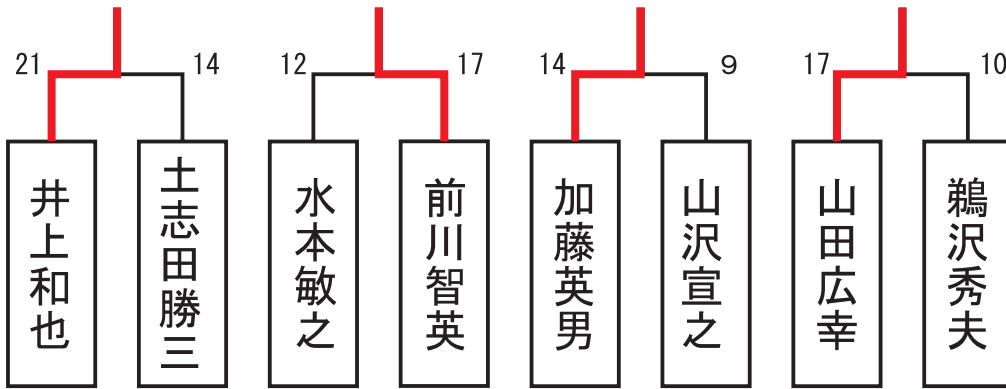 21
14
12
17
14
9
17
10
井上和也
土志田勝三
水本敏之
前川智英
加藤英男
山沢宣之
山田広幸
鵜沢秀夫